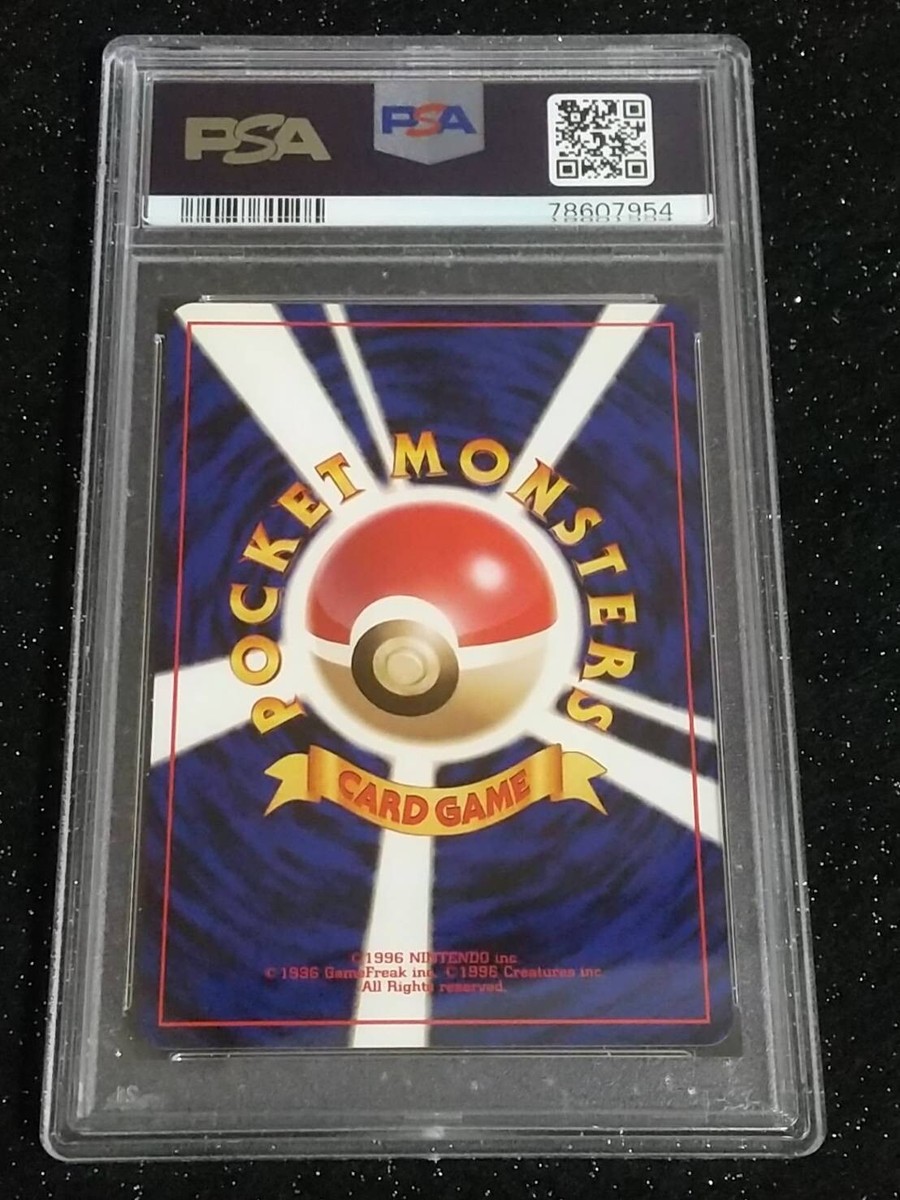 PSA
PSA
78607954
POCKET MONSTERS
CARD GAME
©1996 NINTENDO inc
© 1996 GameFreak inc. ©1996 Creatures inc
All Rights reserved.